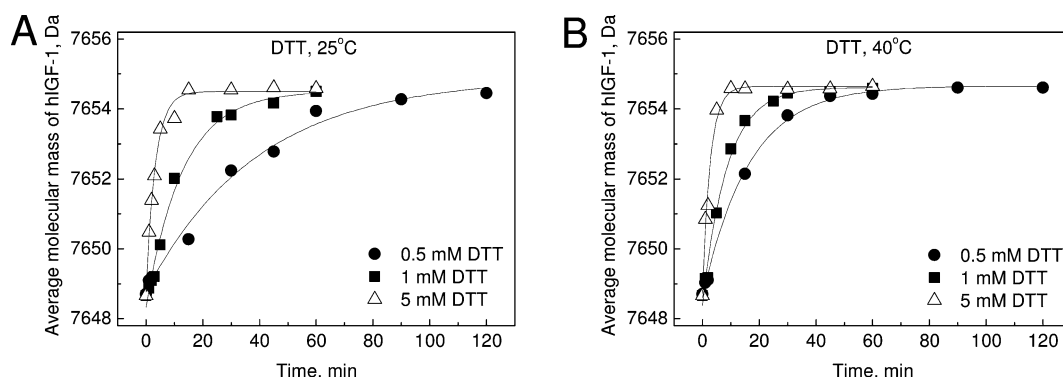 A
Average molecular mass of hIGF-1, Da
7656
7654
7652
7650
7648
DTT, 25°C
0.5 mM DTT
1 mM DTT
5 mM DTT
0 20 40 60 80 100 120
Time, min
B
Average molecular mass of hIGF-1, Da
7656
7654
7652
7650
7648
DTT, 40°C
0.5 mM DTT
1 mM DTT
5 mM DTT
0 20 40 60 80 100 120
Time, min